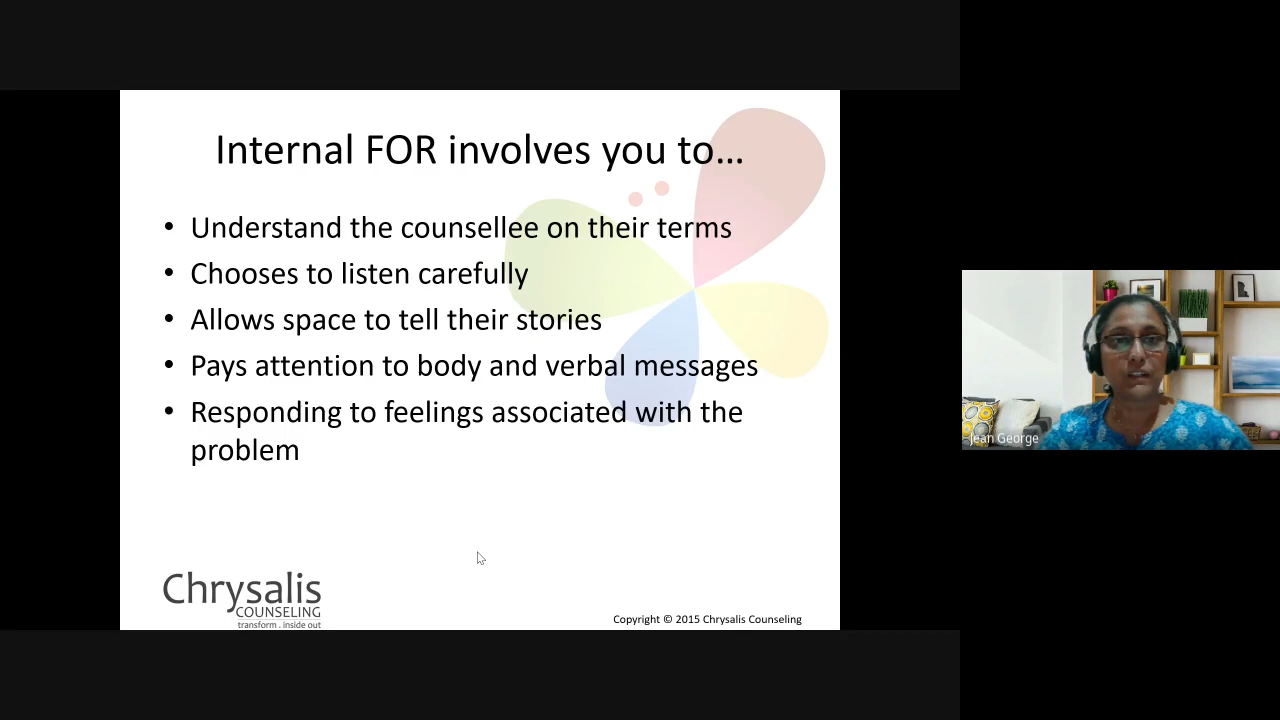 Internal FOR involves you to…
• Understand the counsellee on their terms
• Chooses to listen carefully
• Allows space to tell their stories
• Pays attention to body and verbal messages
• Responding to feelings associated with the
problem
Chrysalis
COUNSELING
transform . inside out
Copyright © 2015 Chrysalis Counseling
Jean George